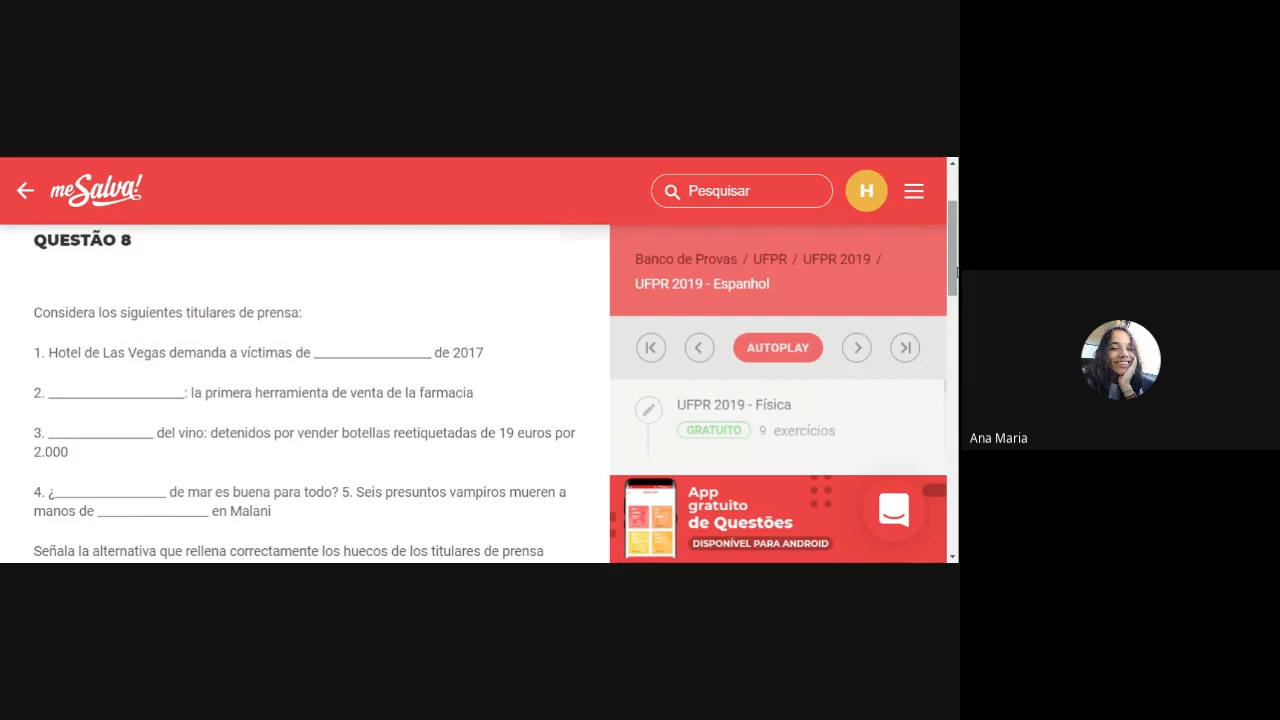 me Salva!
Pesquisar
H
QUESTÃO 8
Considera los siguientes titulares de prensa:
1. Hotel de Las Vegas demanda a víctimas de _______________ de 2017
2. _________________: la primera herramienta de venta de la farmacia
3. _____________ del vino: detenidos por vender botellas reetiquetadas de 19 euros por
2.000
4. ¿______________ de mar es buena para todo? 5. Seis presuntos vampiros mueren a
manos de ______________ en Malani
Señala la alternativa que rellena correctamente los huecos de los titulares de prensa
Banco de Provas / UFPR / UFPR 2019 /
UFPR 2019 - Espanhol
AUTOPLAY
UFPR 2019 - Física
GRATUITO 9 exercícios
App
gratuito
de Questões
DISPONÍVEL PARA ANDROID
Ana Maria